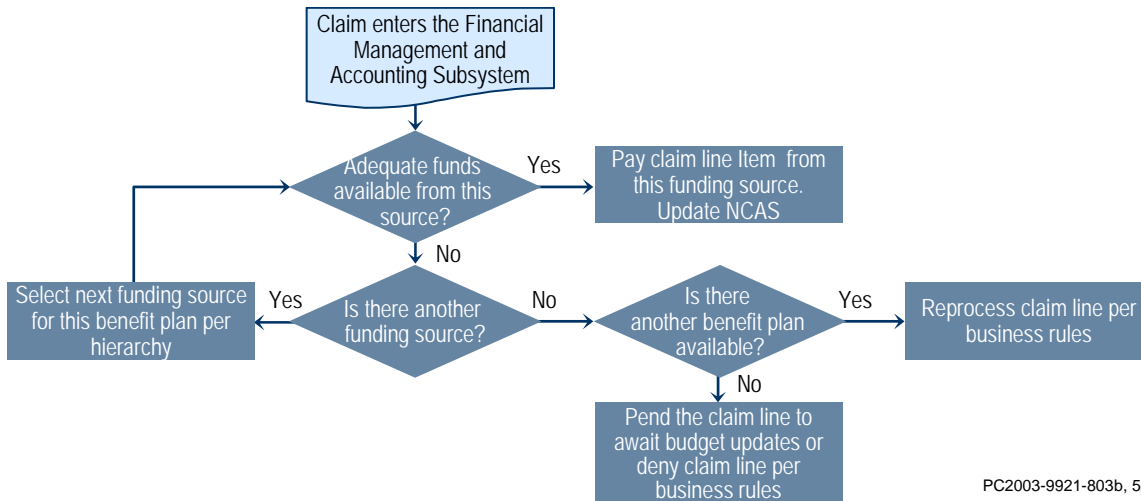 Claim enters the Financial
Management and
Accounting Subsystem
Adequate funds
available from this
source?
Yes
Pay claim line Item from
this funding source.
Update NCAS
No
Select next funding source
for this benefit plan per
hierarchy
Yes
Is there another
funding source?
No
Is there
another benefit plan
available?
Yes
Reprocess claim line per
business rules
No
Pend the claim line to
await budget updates or
deny claim line per
business rules
PC2003-9921-803b, 5